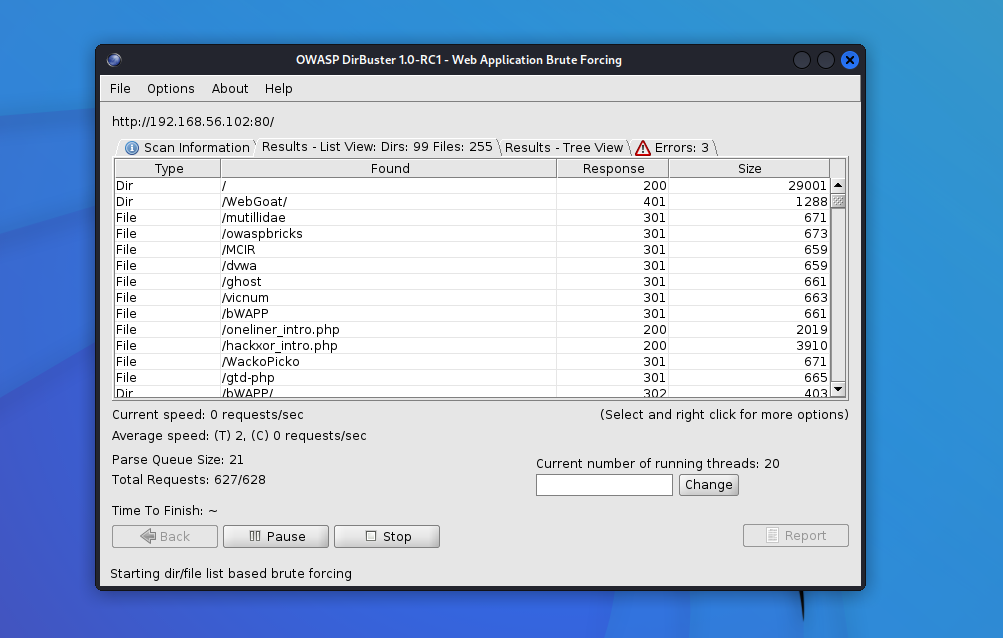 OWASP DirBuster 1.0-RC1 - Web Application Brute Forcing
File Options About Help
http://192.168.56.102:80/
Scan Information Results - List View: Dirs: 99 Files: 255 Results - Tree View Errors: 3
Type Found Response Size
Dir / 200 29001
Dir /WebGoat/ 401 1288
File /mutillidae 301 671
File /owaspbricks 301 673
File /MCIR 301 659
File /dvwa 301 659
File /ghost 301 661
File /vicnum 301 663
File /bWAPP 301 661
File /oneliner_intro.php 200 2019
File /hackxor_intro.php 200 3910
File /WackoPicko 301 671
File /gtd-php 301 665
Dir /bWAPP/ 302 403
Current speed: 0 requests/sec (Select and right click for more options)
Average speed: (T) 2, (C) 0 requests/sec
Parse Queue Size: 21 Current number of running threads: 20
Total Requests: 627/628 Change
Time To Finish: ~
Back Pause Stop Report
Starting dir/file list based brute forcing